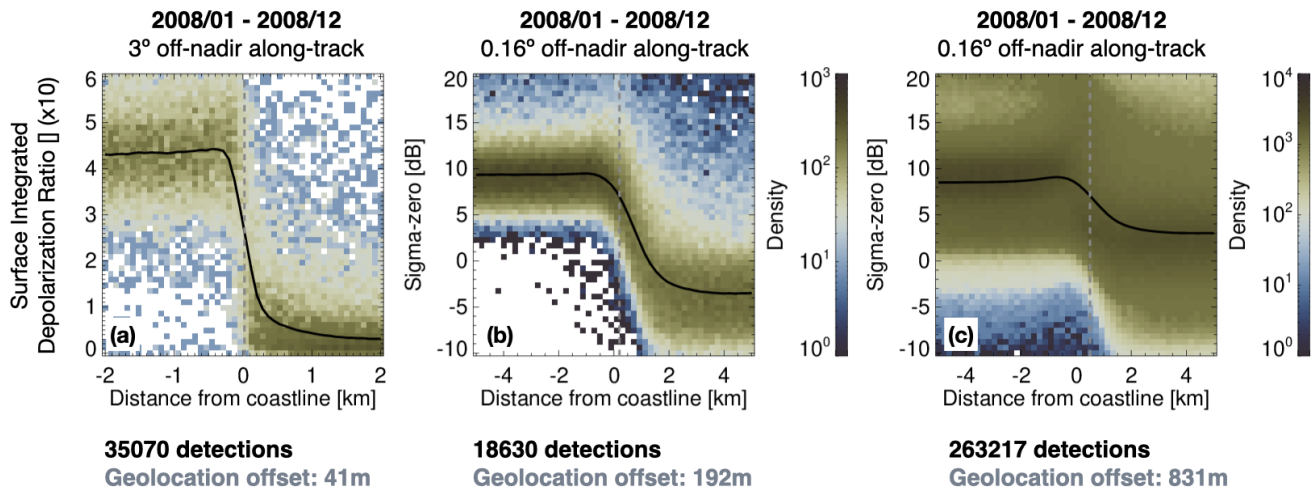 2008/01 - 2008/12
3º off-nadir along-track
2008/01 - 2008/12
0.16º off-nadir along-track
2008/01 - 2008/12
0.16º off-nadir along-track
Surface Integrated
Depolarization Ratio [] (x10)
6
5
4
3
2
1
0
(a)
-2
-1
0
1
2
Distance from coastline [km]
Sigma-zero [dB]
20
15
10
5
0
-5
-10
(b)
-4
-2
0
2
4
Distance from coastline [km]
10³
10²
10¹
10⁰
Density
Sigma-zero [dB]
20
15
10
5
0
-5
-10
(c)
-4
-2
0
2
4
Distance from coastline [km]
Density
10⁴
10³
10²
10¹
10⁰
35070 detections
Geolocation offset: 41m
18630 detections
Geolocation offset: 192m
263217 detections
Geolocation offset: 831m